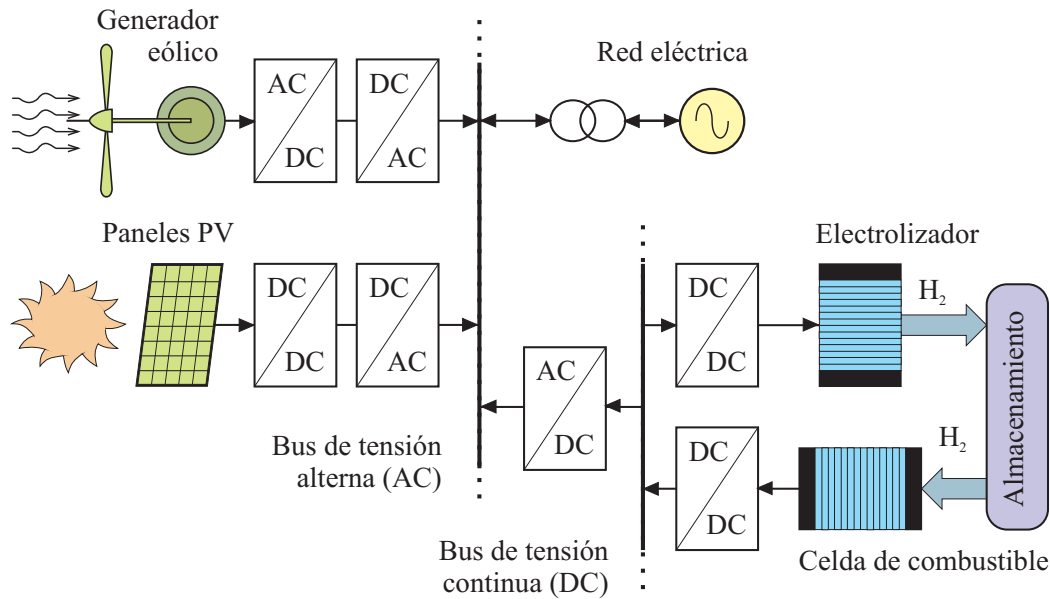 Generador
eólico
Red eléctrica
AC
DC
DC
AC
Paneles PV
Electrolizador
DC
DC
DC
AC
DC
DC
H2
Almacenamiento
AC
DC
Bus de tensión
alterna (AC)
DC
DC
H2
Bus de tensión
continua (DC)
Celda de combustible